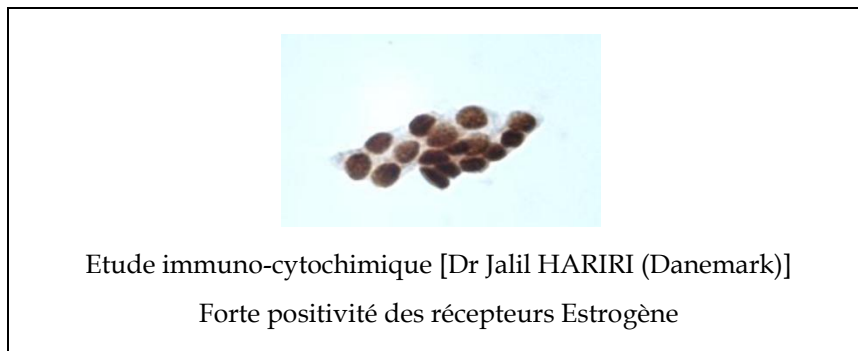 Etude immuno-cytochimique [Dr Jalil HARIRI (Danemark)]
Forte positivité des récepteurs Estrogène